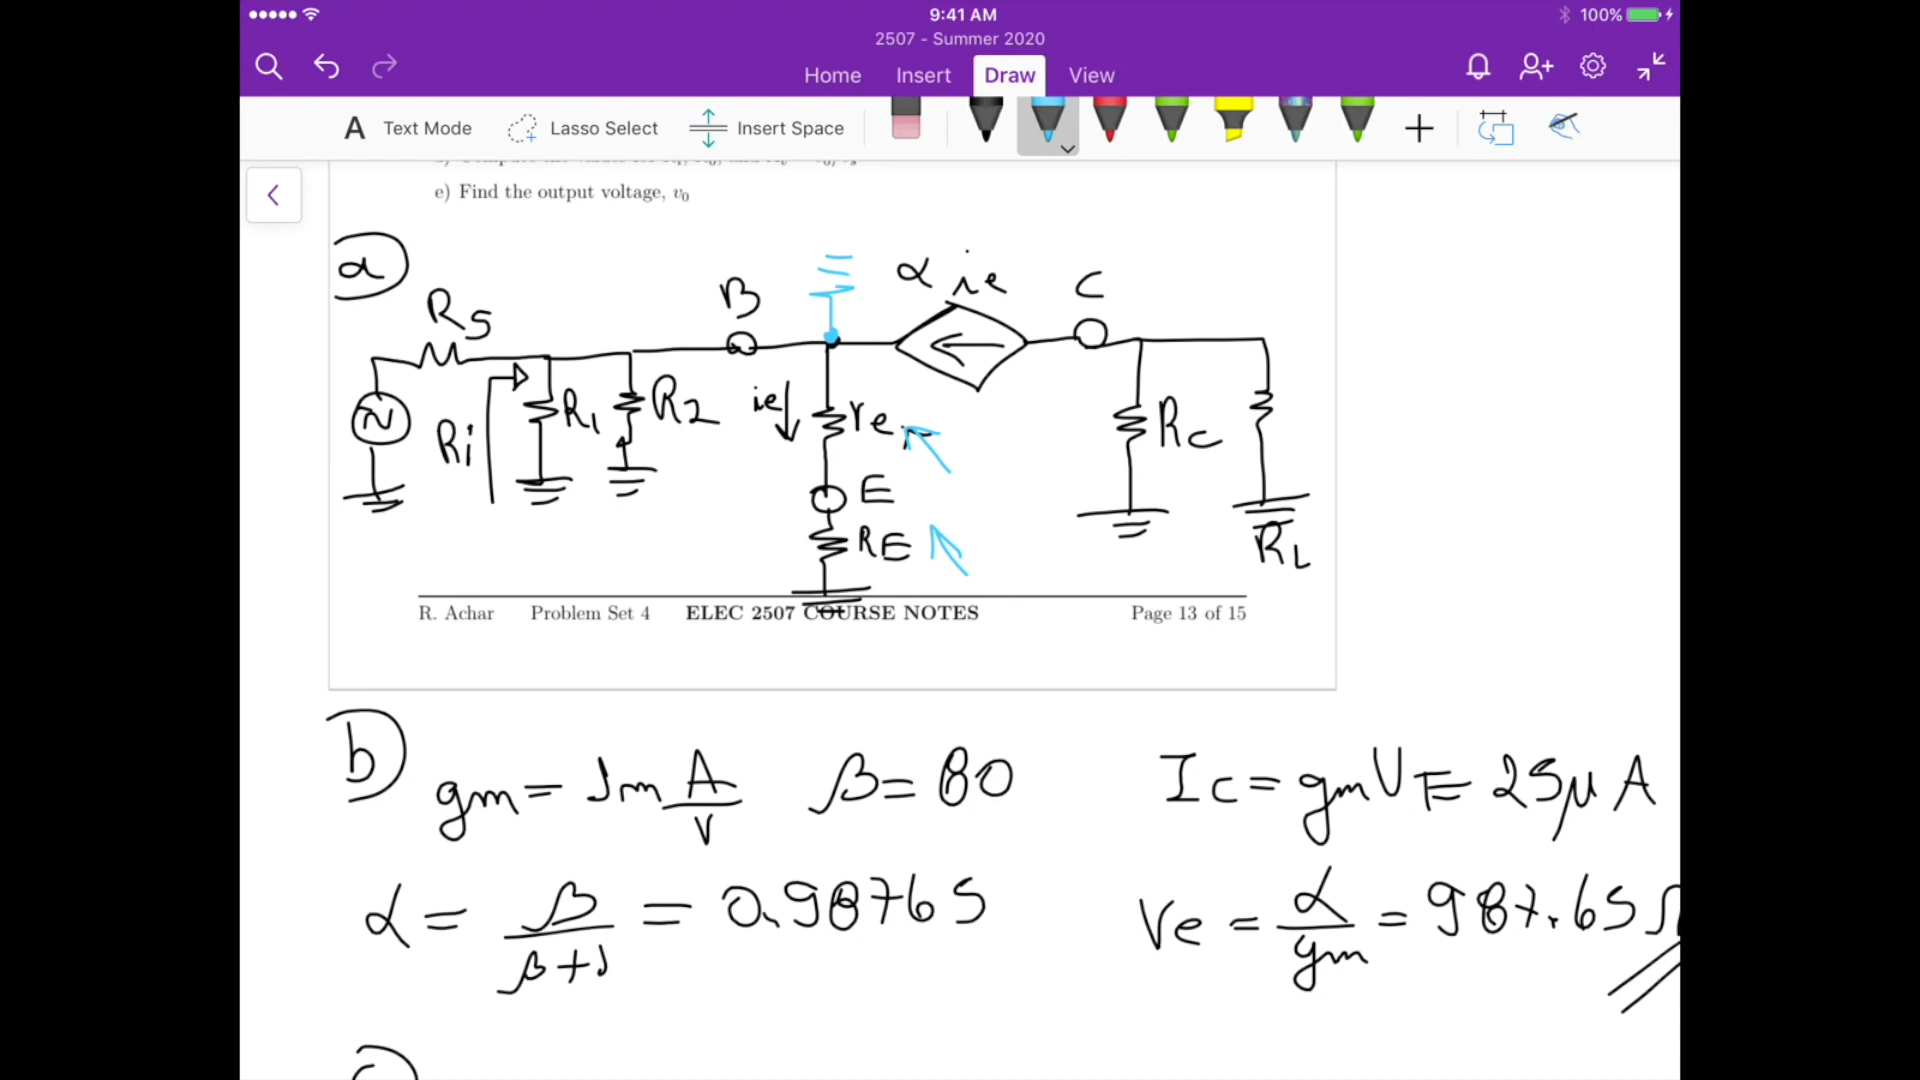 9:41 AM
100%
2507 - Summer 2020
Home Insert Draw View
A Text Mode Lasso Select Insert Space
e) Find the output voltage, v₀
a
RS
B
α ie
C
Ri
R1
R2
ie
re
RC
E
RE
RL
R. Achar Problem Set 4 ELEC 2507 COURSE NOTES Page 13 of 15
b
gm = 1m A/V β = 80 Ic = gm VT = 25μA
α = β/(β+1) = 0.98765 re = α/gm = 987.65 Ω